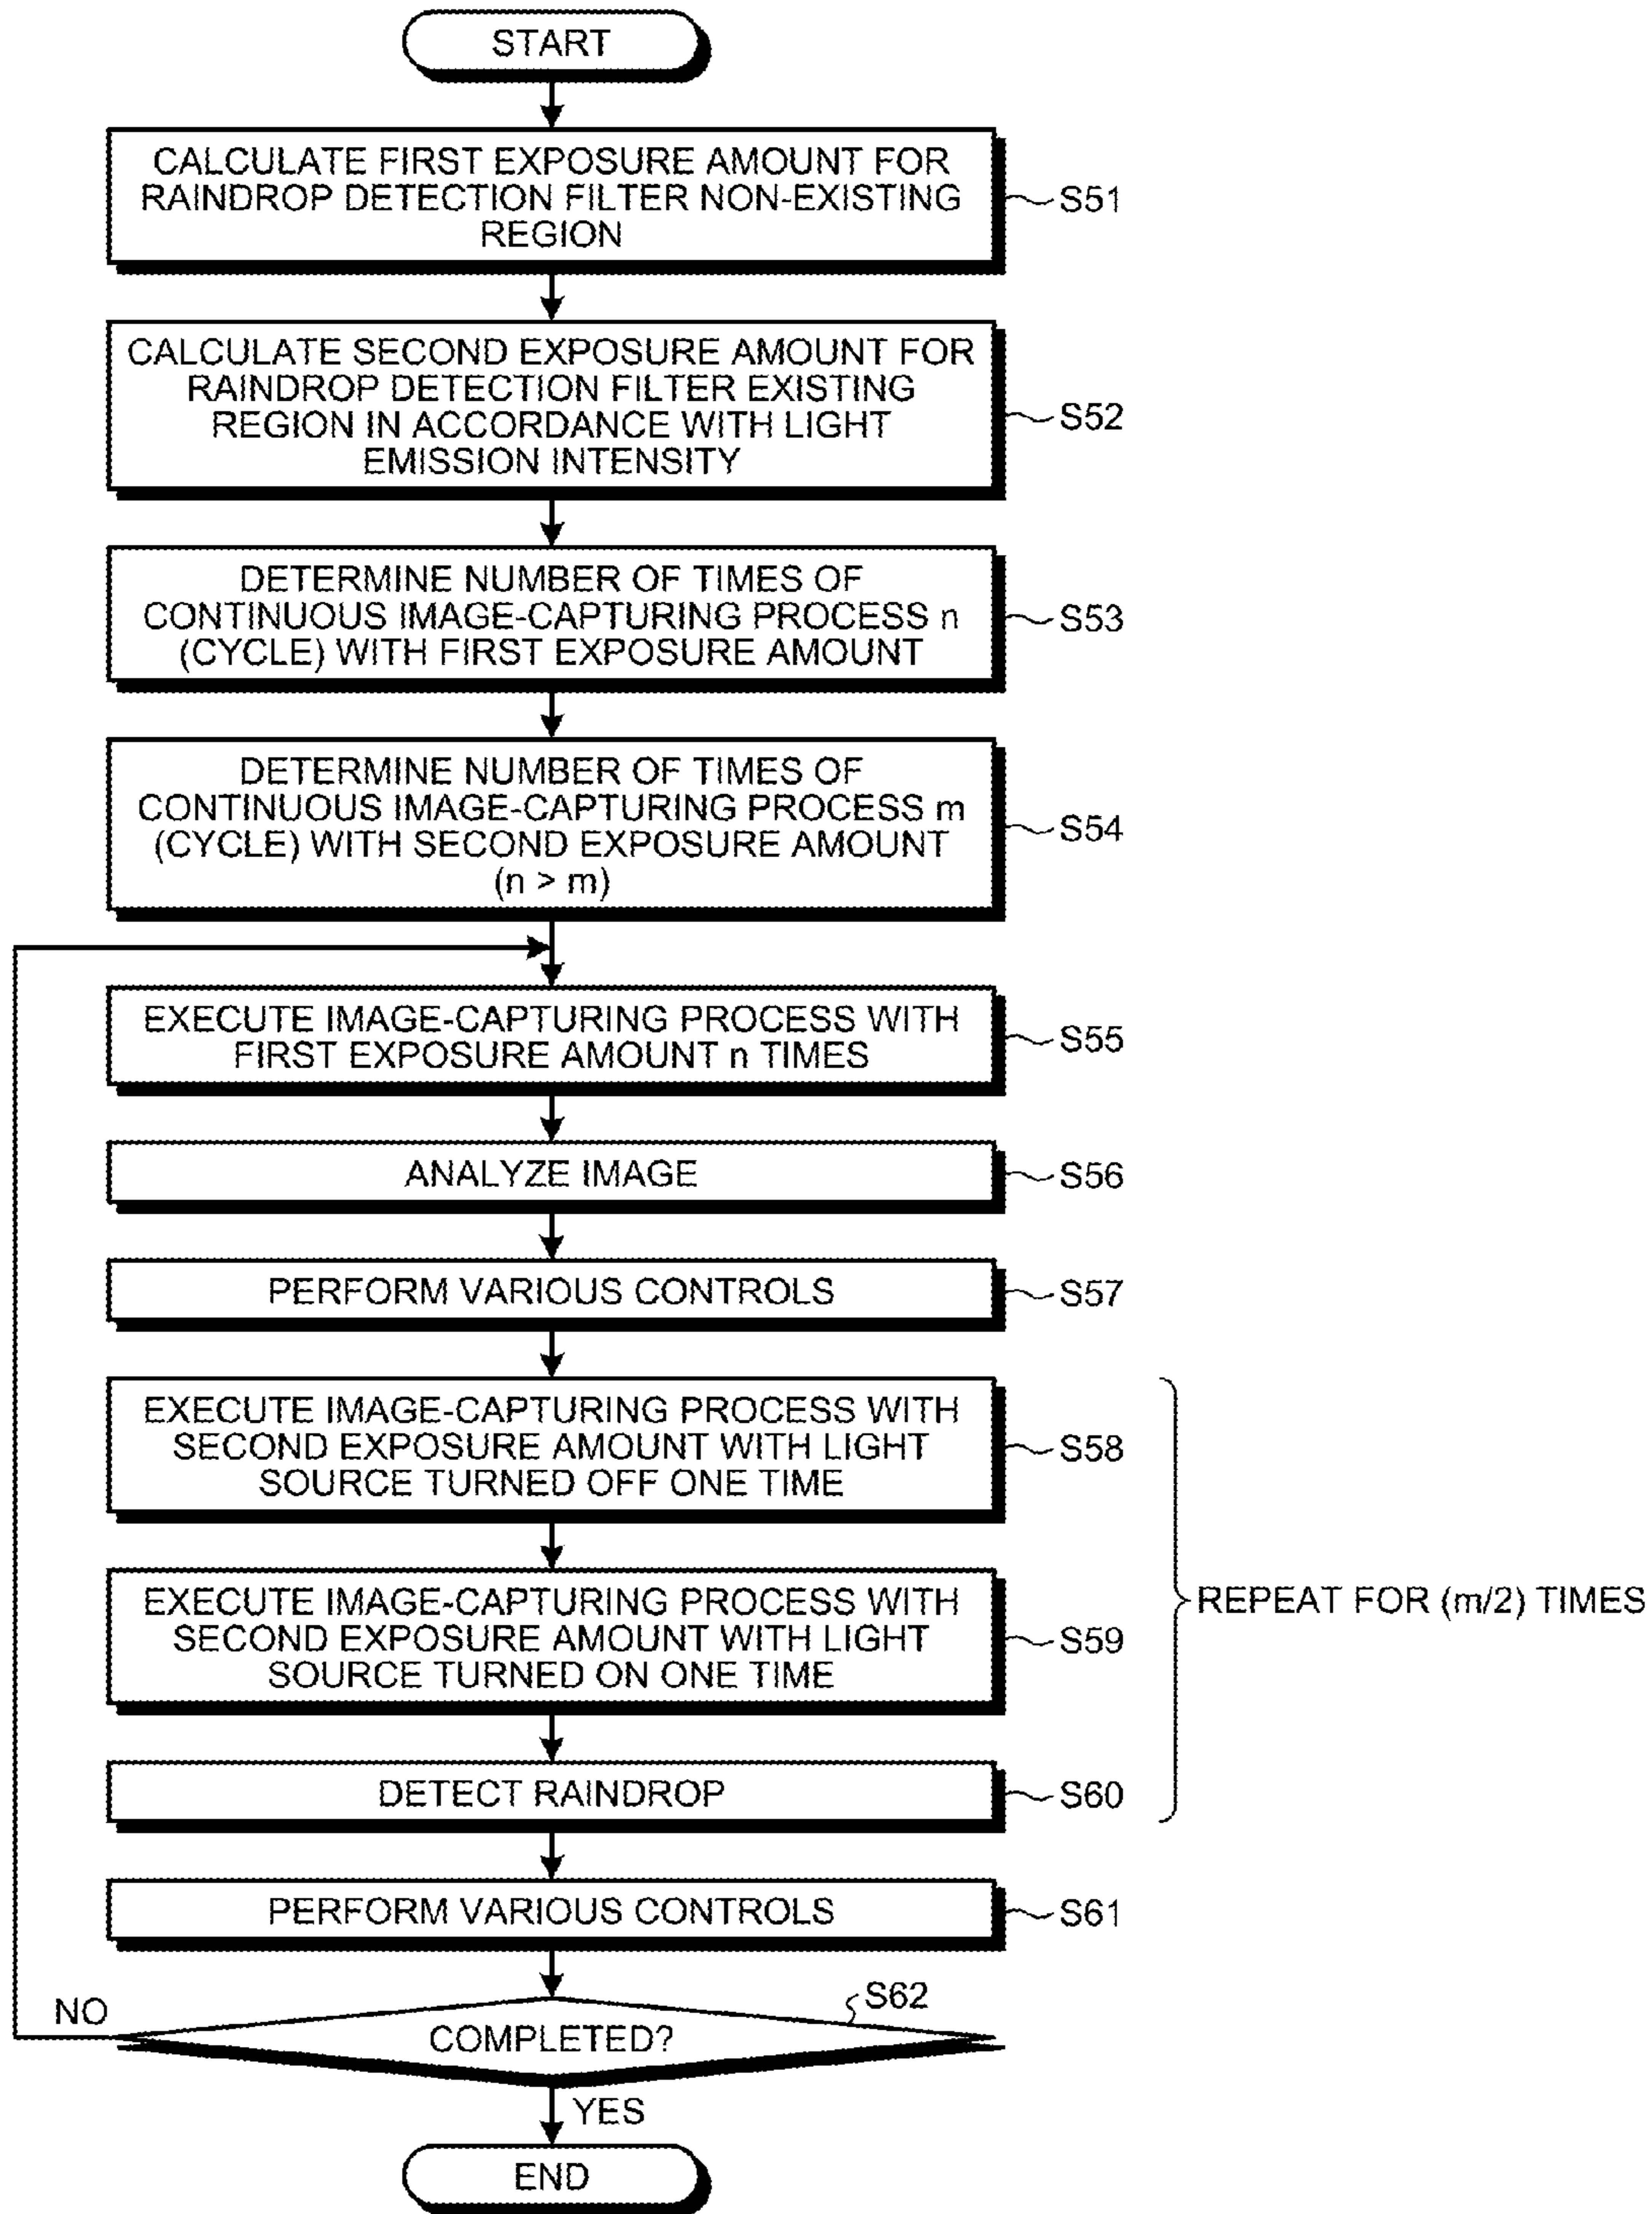 START
CALCULATE FIRST EXPOSURE AMOUNT FOR
RAINDROP DETECTION FILTER NON-EXISTING
REGION
S51
CALCULATE SECOND EXPOSURE AMOUNT FOR
RAINDROP DETECTION FILTER EXISTING
REGION IN ACCORDANCE WITH LIGHT
EMISSION INTENSITY
S52
DETERMINE NUMBER OF TIMES OF
CONTINUOUS IMAGE-CAPTURING PROCESS n
(CYCLE) WITH FIRST EXPOSURE AMOUNT
S53
DETERMINE NUMBER OF TIMES OF
CONTINUOUS IMAGE-CAPTURING PROCESS m
(CYCLE) WITH SECOND EXPOSURE AMOUNT
(n > m)
S54
EXECUTE IMAGE-CAPTURING PROCESS WITH
FIRST EXPOSURE AMOUNT n TIMES
S55
ANALYZE IMAGE
S56
PERFORM VARIOUS CONTROLS
S57
EXECUTE IMAGE-CAPTURING PROCESS WITH
SECOND EXPOSURE AMOUNT WITH LIGHT
SOURCE TURNED OFF ONE TIME
S58
EXECUTE IMAGE-CAPTURING PROCESS WITH
SECOND EXPOSURE AMOUNT WITH LIGHT
SOURCE TURNED ON ONE TIME
S59
REPEAT FOR (m/2) TIMES
DETECT RAINDROP
S60
PERFORM VARIOUS CONTROLS
S61
S62
NO
COMPLETED?
YES
END